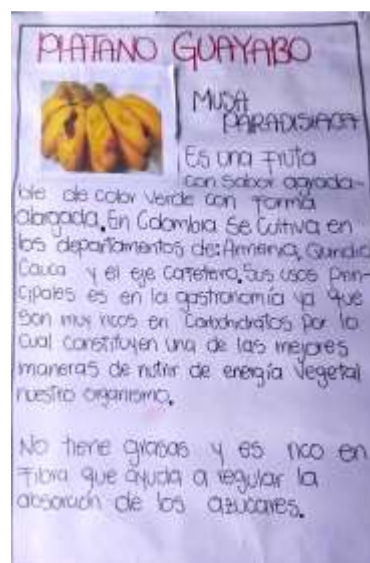 PLATANO GUAYABO
MUSA
PARADISIACA
Es una fruta
con sabor agrada-
ble de color verde con forma
alargada. En Colombia se cultiva en
los departamentos de: Armenia, Quindio
Cauca y el eje cafetero. Sus usos prin-
cipales es en la gastronomía ya que
son muy ricos en Carbohidratos por lo
cual constituyen una de las mejores
maneras de nutrir de energía vegetal
nuestro organismo.
No tiene grasas y es rico en
fibra que ayuda a regular la
absorción de los azucares.